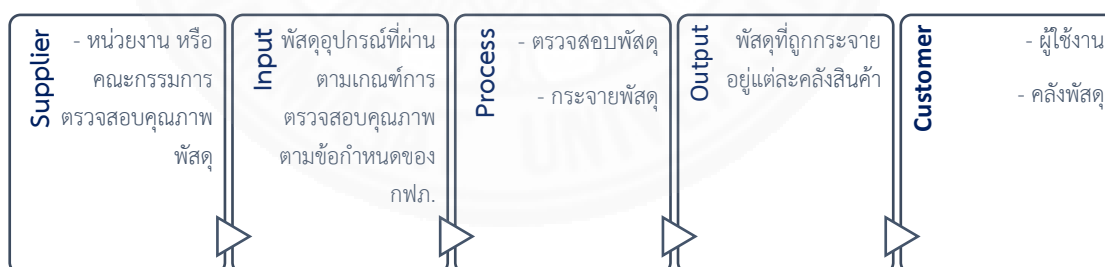 Supplier
- หน่วยงาน หรือ
คณะกรรมการ
ตรวจสอบคุณภาพ
พัสดุ
Input
พัสดุอุปกรณ์ที่ผ่าน
ตามเกณฑ์การ
ตรวจสอบคุณภาพ
ตามข้อกำหนดของ
กฟภ.
Process
- ตรวจสอบพัสดุ
- กระจายพัสดุ
Output
พัสดุที่ถูกกระจาย
อยู่แต่ละคลังสินค้า
Customer
- ผู้ใช้งาน
- คลังพัสดุ